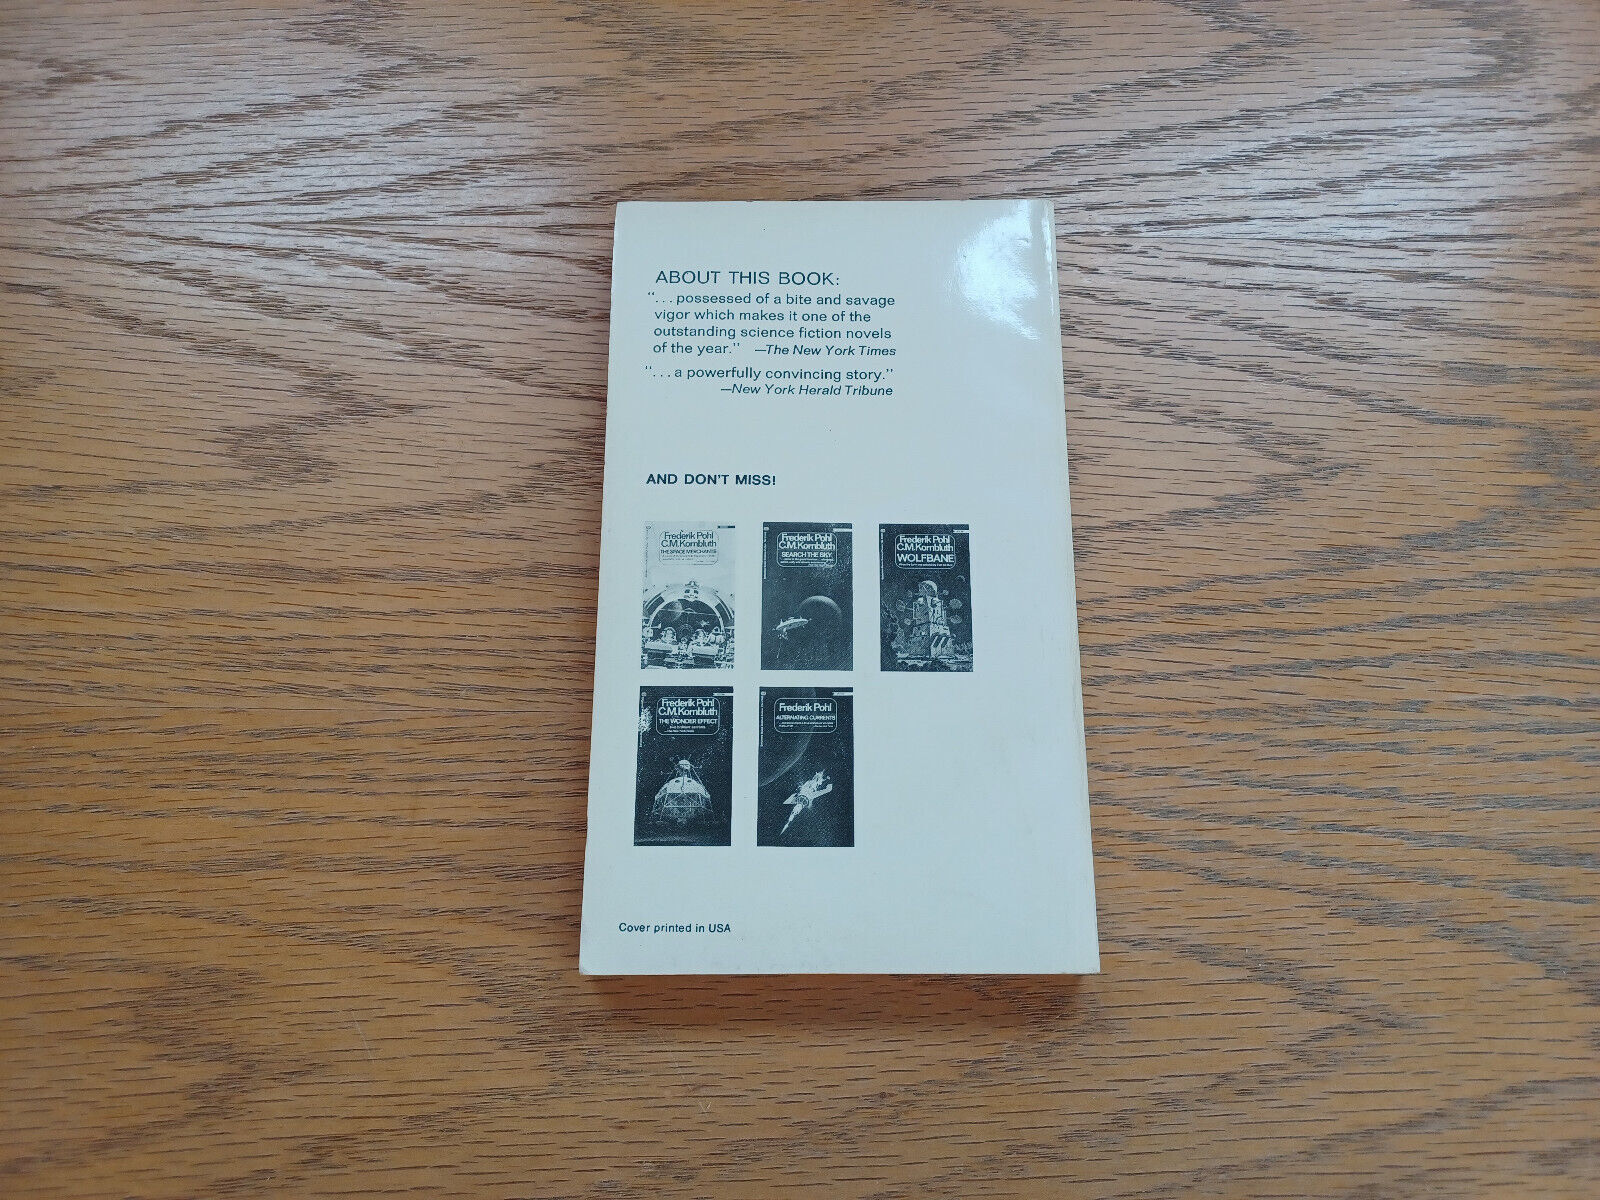 ABOUT THIS BOOK:
". . . possessed of a bite and savage
vigor which makes it one of the
outstanding science fiction novels
of the year." —The New York Times
". . . a powerfully convincing story."
—New York Herald Tribune
AND DON'T MISS!
Frederik Pohl
C.M. Kornbluth
THE SPACE MERCHANTS
Frederik Pohl
C.M. Kornbluth
SEARCH THE SKY
Frederik Pohl
C.M. Kornbluth
WOLFBANE
Frederik Pohl
C.M. Kornbluth
THE WONDER EFFECT
Frederik Pohl
ALTERNATING CURRENTS
Cover printed in USA